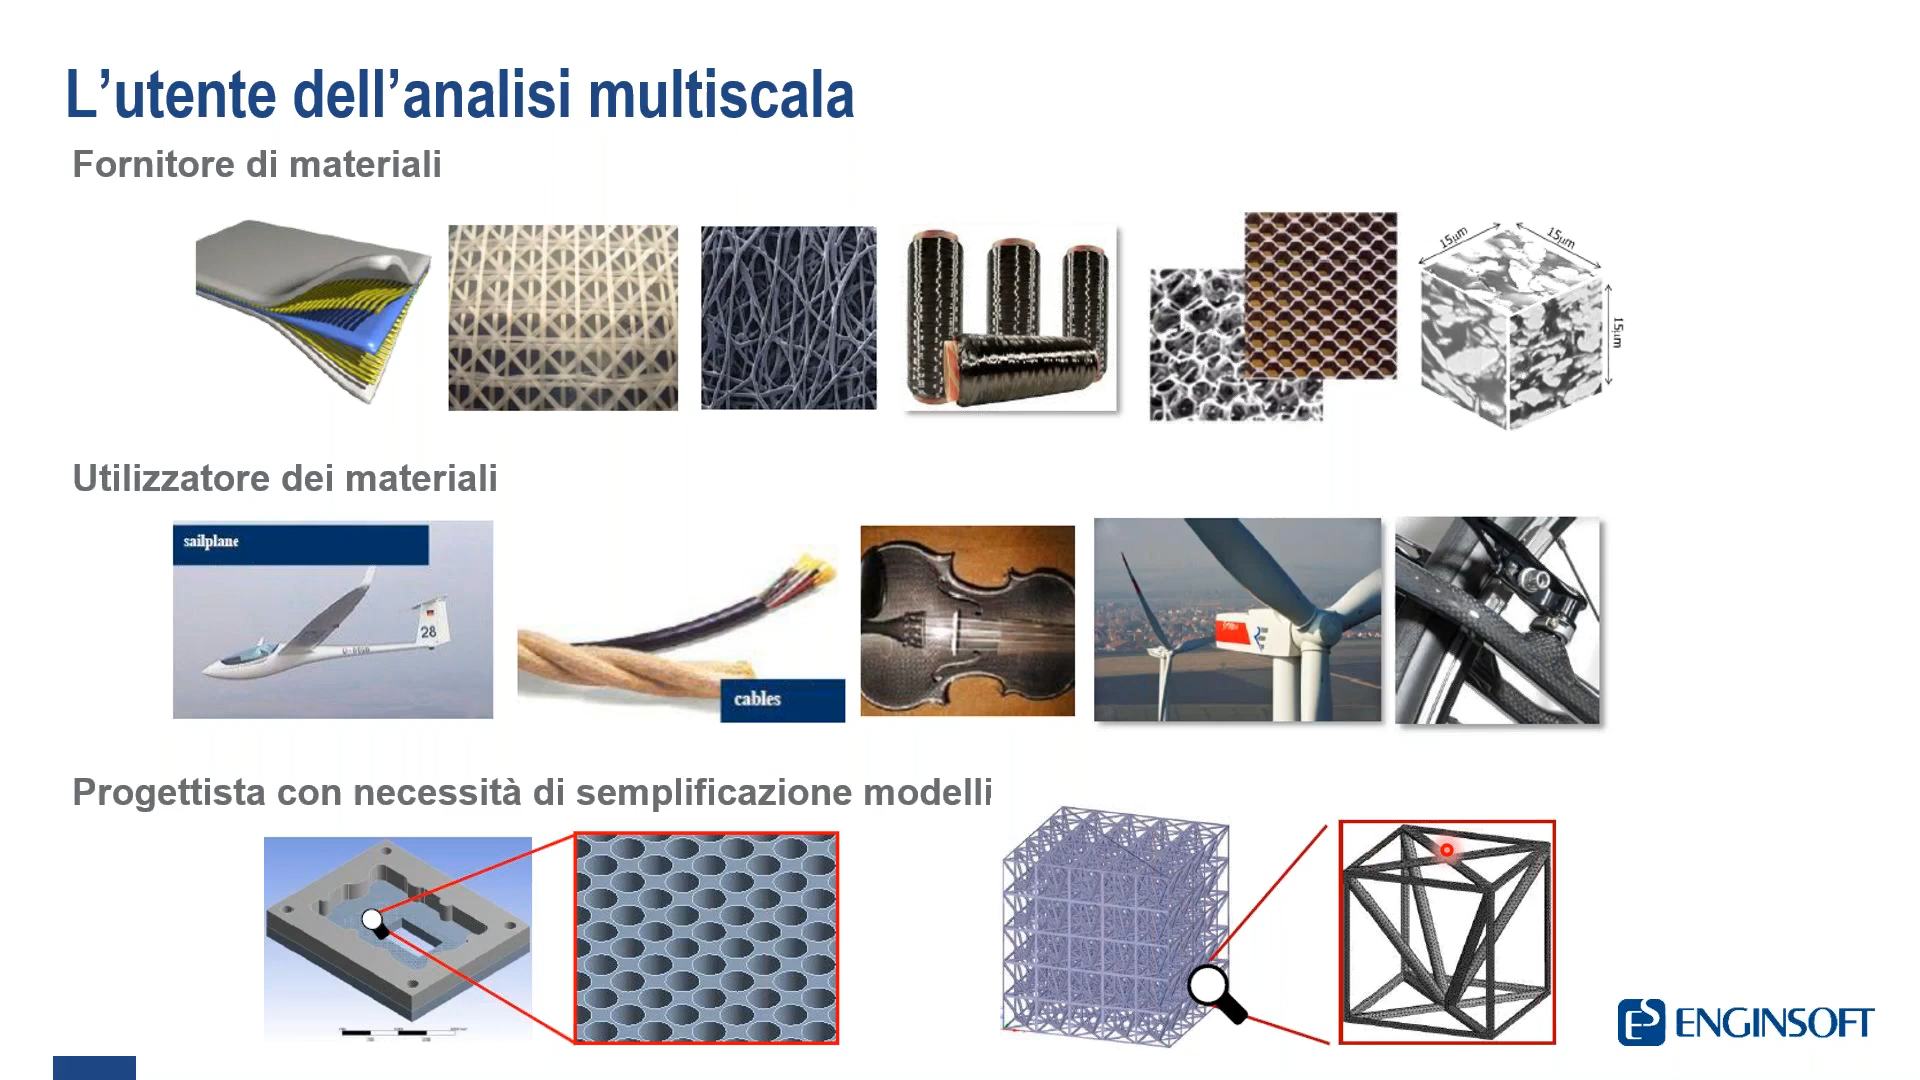 L’utente dell’analisi multiscala
Fornitore di materiali
15μm
15μm
15μm
Utilizzatore dei materiali
sailplane
28
cables
Progettista con necessità di semplificazione modelli
ES ENGINSOFT